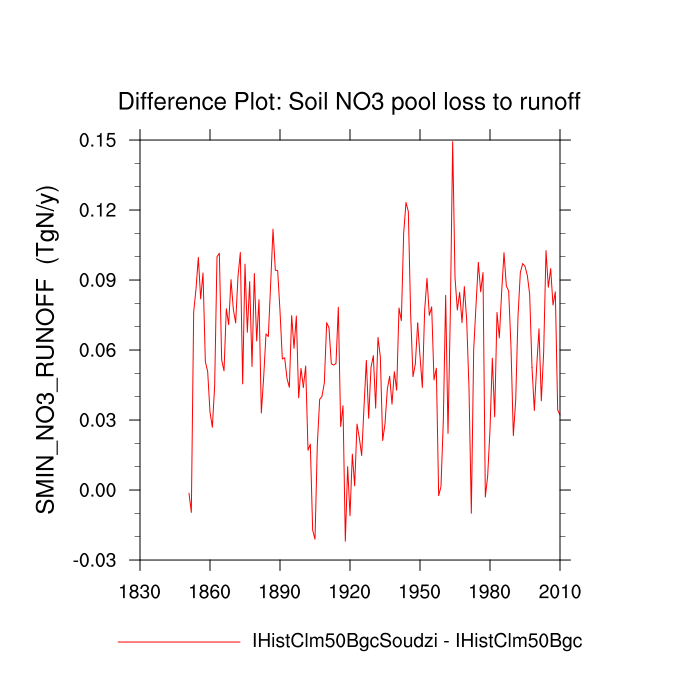 Difference Plot: Soil NO3 pool loss to runoff
SMIN_NO3_RUNOFF (TgN/y)
0.15
0.12
0.09
0.06
0.03
0.00
-0.03
1830 1860 1890 1920 1950 1980 2010
IHistClm50BgcSoudzi - IHistClm50Bgc